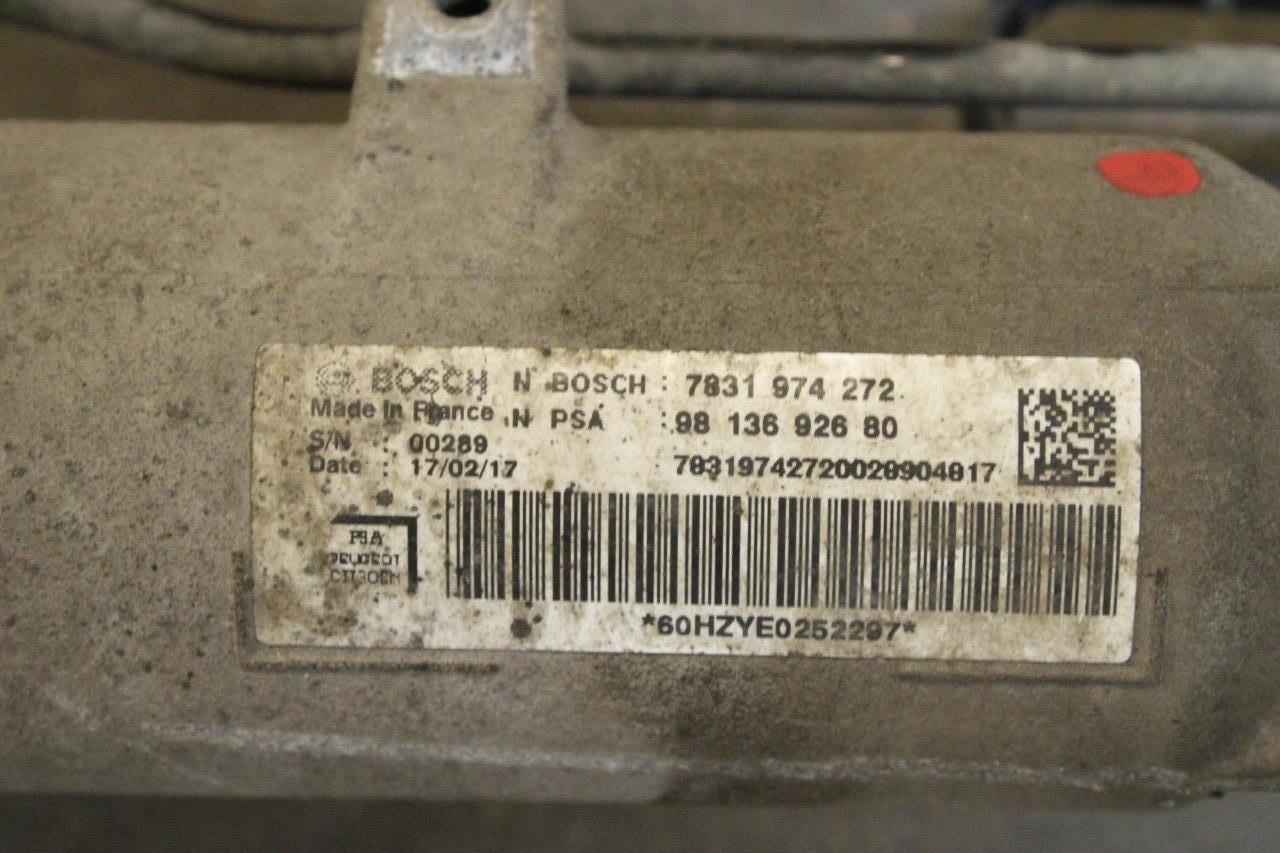 BOSCH N BOSCH : 7831 974 272
Made In France N PSA : 98 136 926 80
S/N : 00289
Date : 17/02/17 78319742720028904817
PSA
PEUGEOT
CITROEN
*60HZYE0252297*